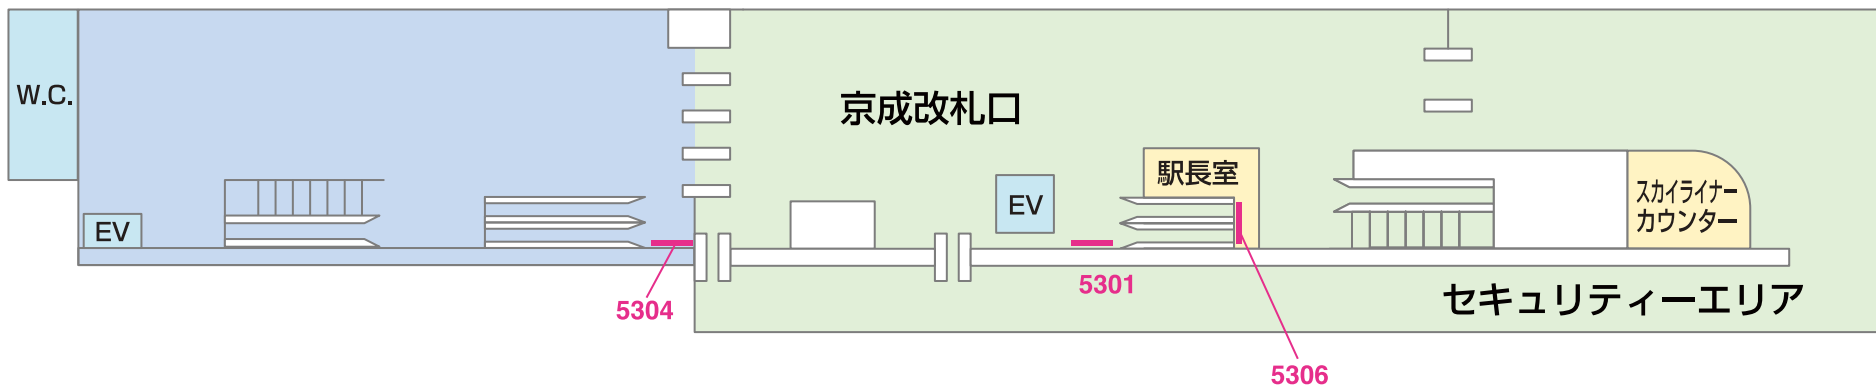 W.C.
京成改札口
駅長室
スカイライナー
カウンター
EV
EV
5304
5301
セキュリティーエリア
5306